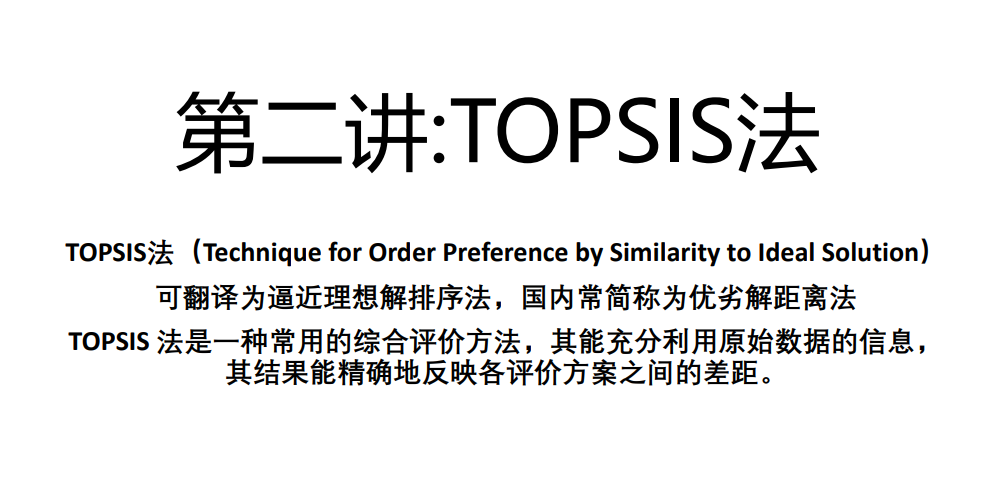 第二讲:TOPSIS法
TOPSIS法（Technique for Order Preference by Similarity to Ideal Solution）
可翻译为逼近理想解排序法，国内常简称为优劣解距离法
TOPSIS 法是一种常用的综合评价方法，其能充分利用原始数据的信息，
其结果能精确地反映各评价方案之间的差距。